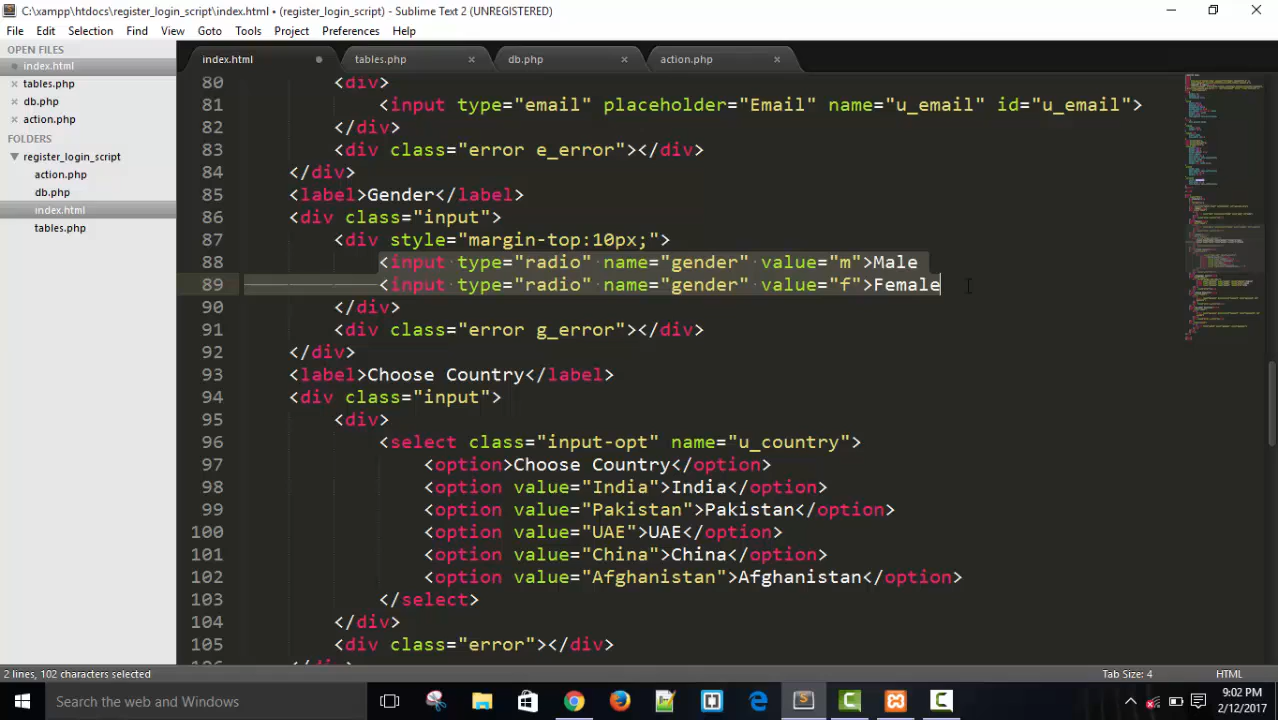 C:\xampp\htdocs\register_login_script\index.html • (register_login_script) - Sublime Text 2 (UNREGISTERED)
File Edit Selection Find View Goto Tools Project Preferences Help
OPEN FILES
index.html
tables.php
db.php
action.php
FOLDERS
register_login_script
action.php
db.php
index.html
tables.php
index.html tables.php db.php action.php
80 <div>
81 <input type="email" placeholder="Email" name="u_email" id="u_email">
82 </div>
83 <div class="error e_error"></div>
84 </div>
85 <label>Gender</label>
86 <div class="input">
87 <div style="margin-top:10px;">
88 <input type="radio" name="gender" value="m">Male
89 <input type="radio" name="gender" value="f">Female
90 </div>
91 <div class="error g_error"></div>
92 </div>
93 <label>Choose Country</label>
94 <div class="input">
95 <div>
96 <select class="input-opt" name="u_country">
97 <option>Choose Country</option>
98 <option value="India">India</option>
99 <option value="Pakistan">Pakistan</option>
100 <option value="UAE">UAE</option>
101 <option value="China">China</option>
102 <option value="Afghanistan">Afghanistan</option>
103 </select>
104 </div>
105 <div class="error"></div>
106 </div>
2 lines, 102 characters selected Tab Size: 4 HTML
Search the web and Windows
9:02 PM
2/12/2017